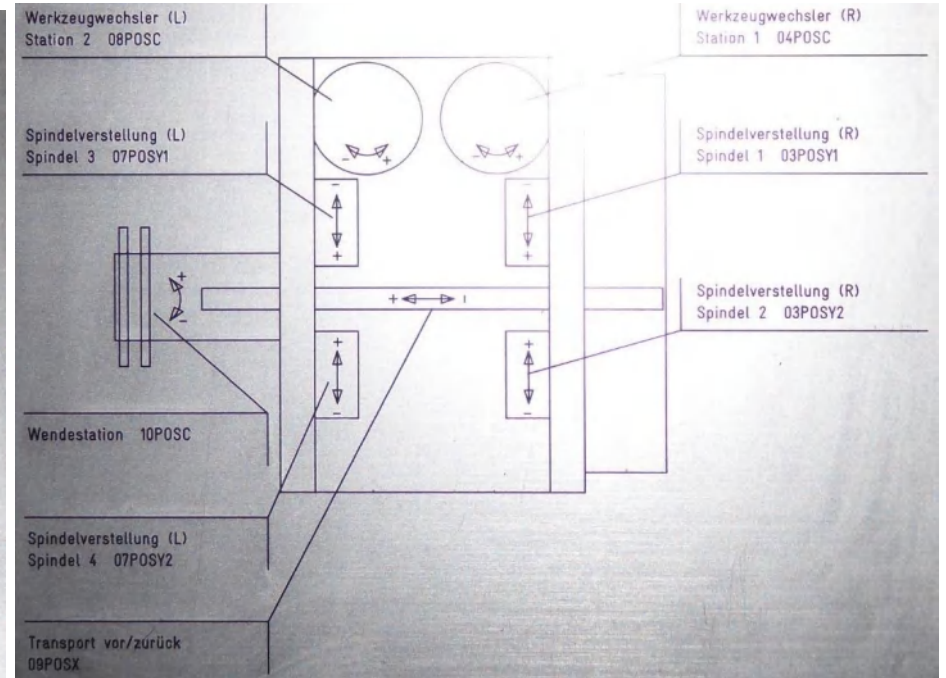 Werkzeugwechsler (L)
Station 2 08POSC
Werkzeugwechsler (R)
Station 1 04POSC
Spindelverstellung (L)
Spindel 3 07POSY1
Spindelverstellung (R)
Spindel 1 03POSY1
- +
- +
-
+
-
+
+
-
+ -
Spindelverstellung (R)
Spindel 2 03POSY2
+
-
+
-
Wendestation 10POSC
Spindelverstellung (L)
Spindel 4 07POSY2
Transport vor/zurück
09POSX